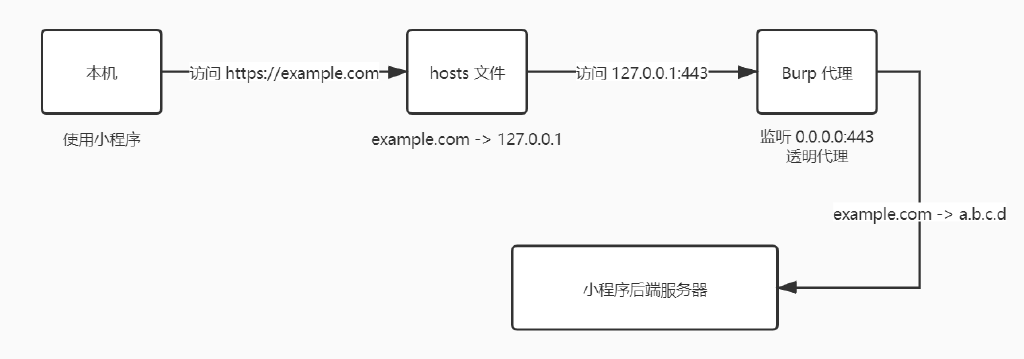 本机
访问 https://example.com
hosts 文件
访问 127.0.0.1:443
Burp 代理
使用小程序
example.com -> 127.0.0.1
监听 0.0.0.0:443
透明代理
example.com -> a.b.c.d
小程序后端服务器